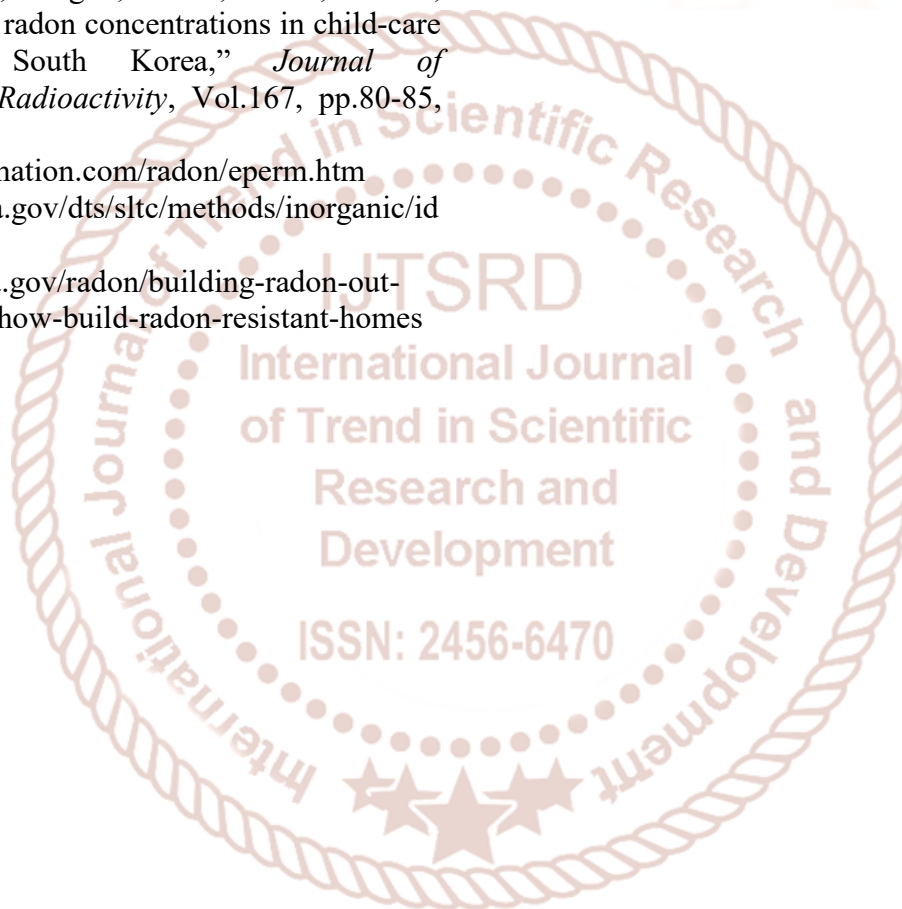 radon concentrations in child-care
South Korea,” Journal of
Radioactivity, Vol.167, pp.80-85,
nation.com/radon/eperm.htm
a.gov/dts/sltc/methods/inorganic/id
.gov/radon/building-radon-out-
how-build-radon-resistant-homes
International Journal of Trend in Scientific Research and Development
IJTSRD
International Journal
of Trend in Scientific
Research and
Development
ISSN: 2456-6470